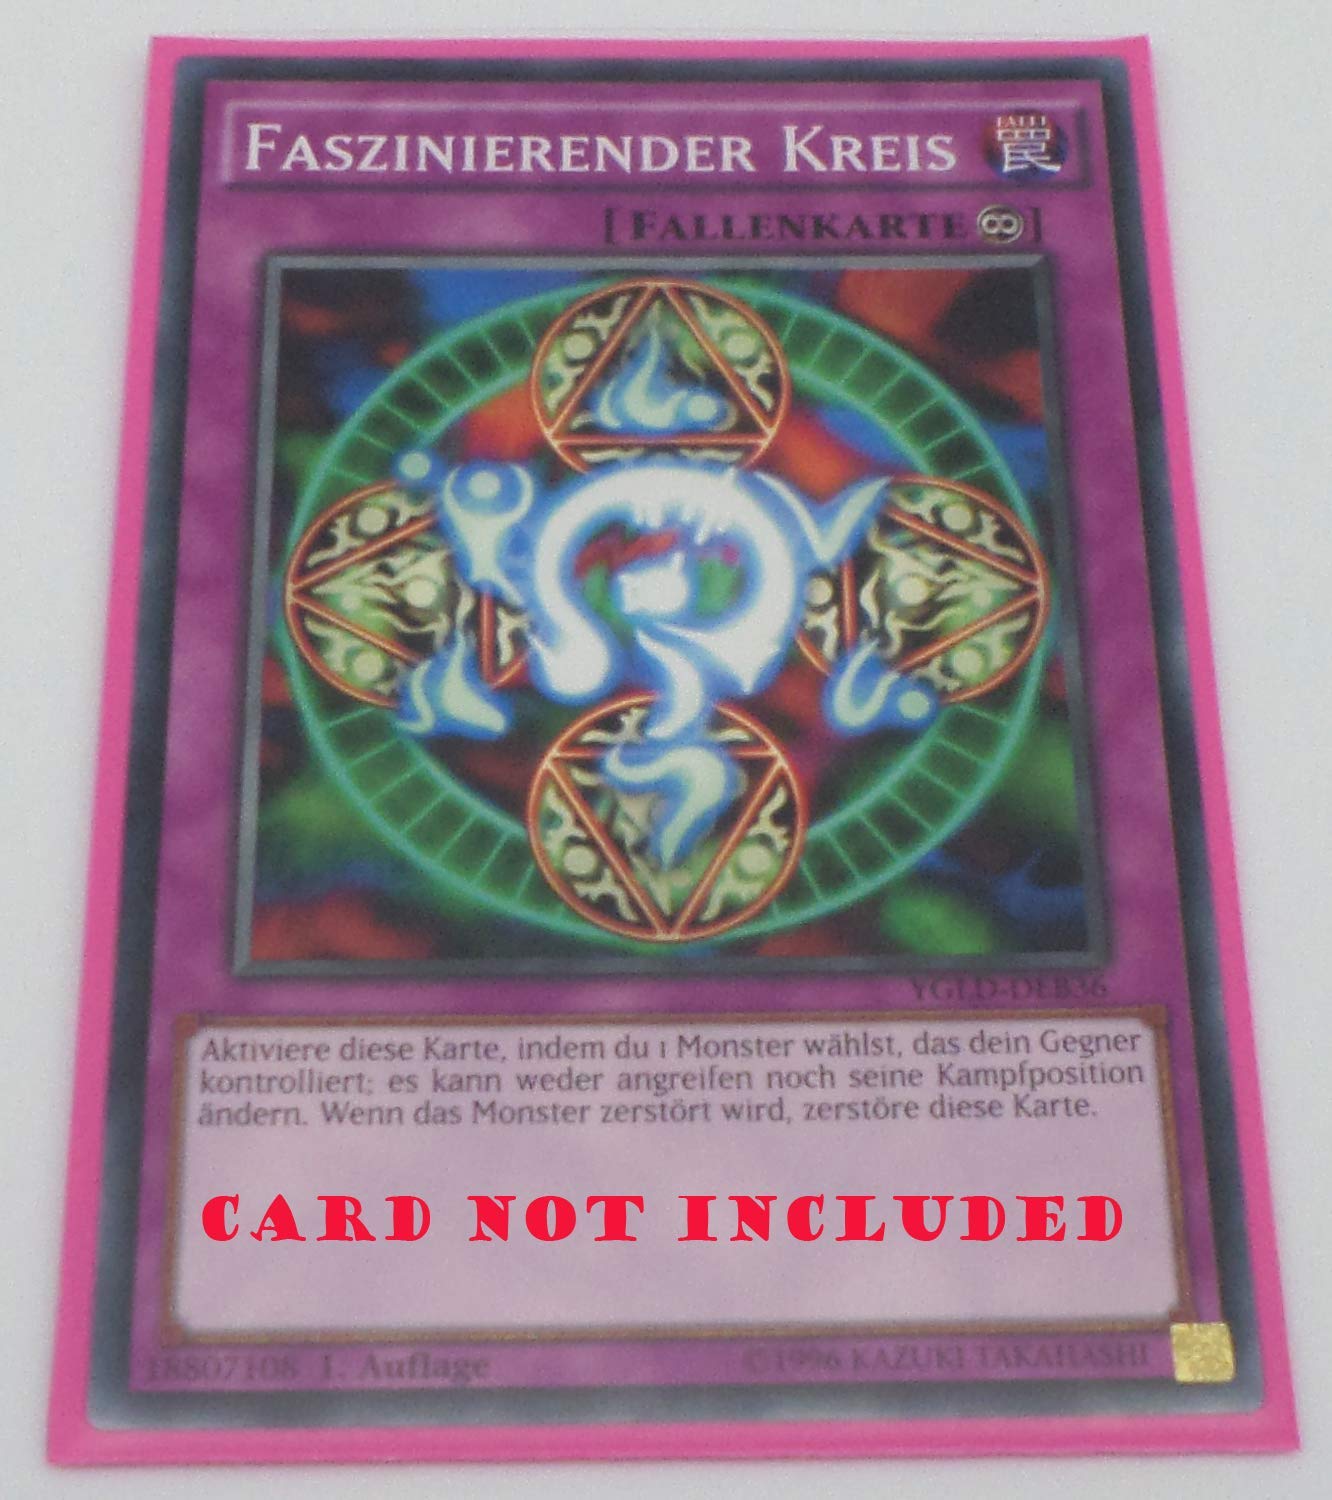 FASZINIERENDER KREIS
FALLE
罠
[FALLENKARTE ∞]
YGLD-DEB36
Aktiviere diese Karte, indem du 1 Monster wählst, das dein Gegner
kontrolliert; es kann weder angreifen noch seine Kampfposition
ändern. Wenn das Monster zerstört wird, zerstöre diese Karte.
CARD NOT INCLUDED
18807108 1. Auflage
©1996 KAZUKI TAKAHASHI